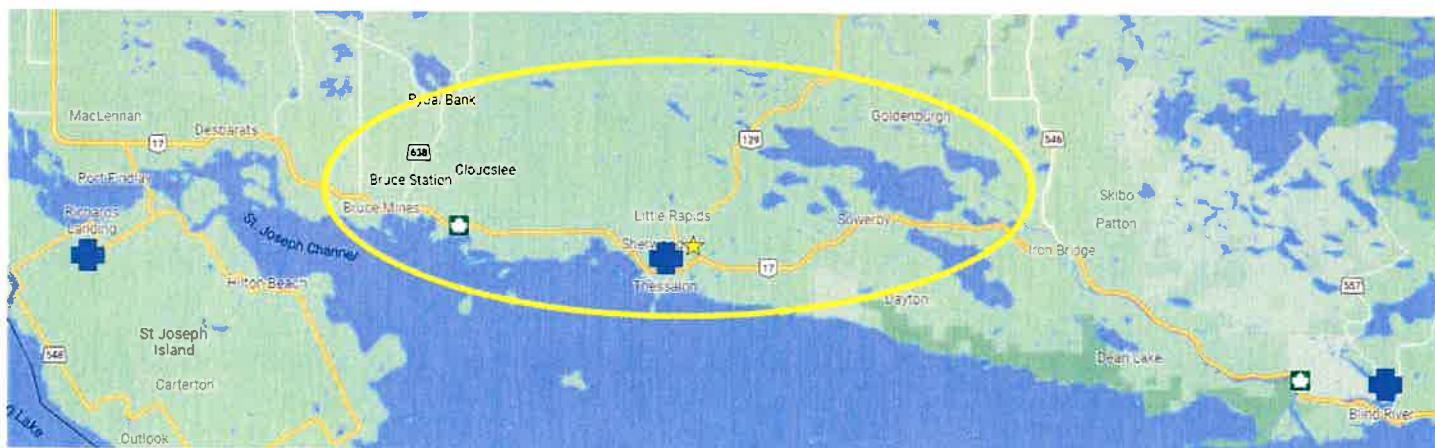 MacLennan
17
Desbarats
Port Findlay
Richards
Landing
St. Joseph Channel
Hilton Beach
St Joseph
Island
548
Carterton
Outlook
Lake
Rydal Bank
638
Cloudslee
Bruce Station
Bruce Mines
Little Rapids
129
Goldenburgh
Sowerby
17
Thessalon
Dayton
546
Iron Bridge
Skibo
Patton
557
Dean Lake
Blind River